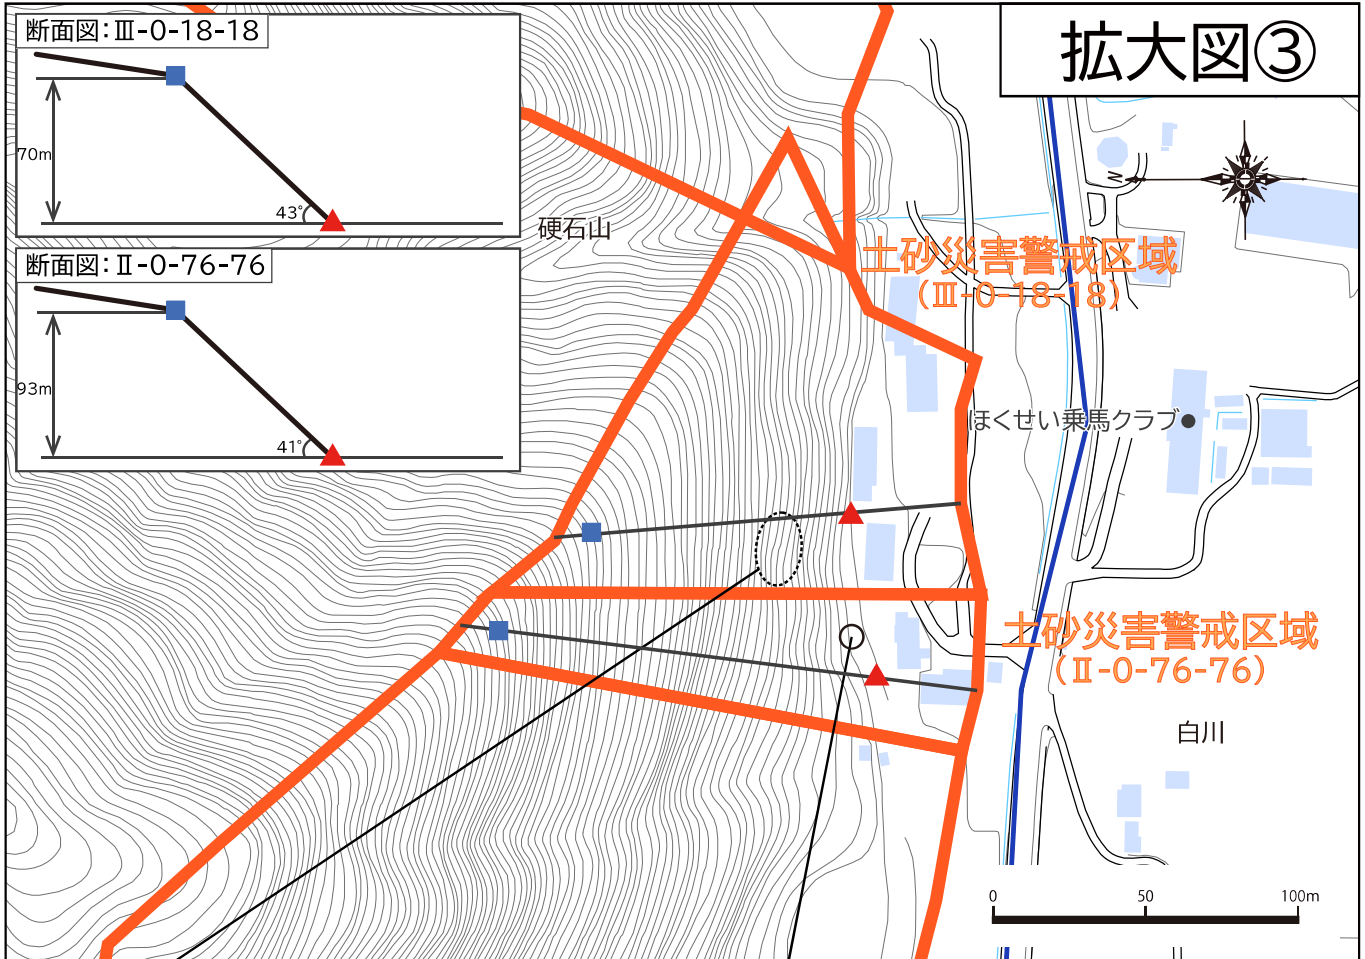 断面図:Ⅲ-0-18-18
70m
43°
断面図:Ⅱ-0-76-76
93m
41°
拡大図③
N
硬石山
土砂災害警戒区域
(Ⅲ-0-18-18)
ほくせい乗馬クラブ
土砂災害警戒区域
(Ⅱ-0-76-76)
白川
0 50 100m